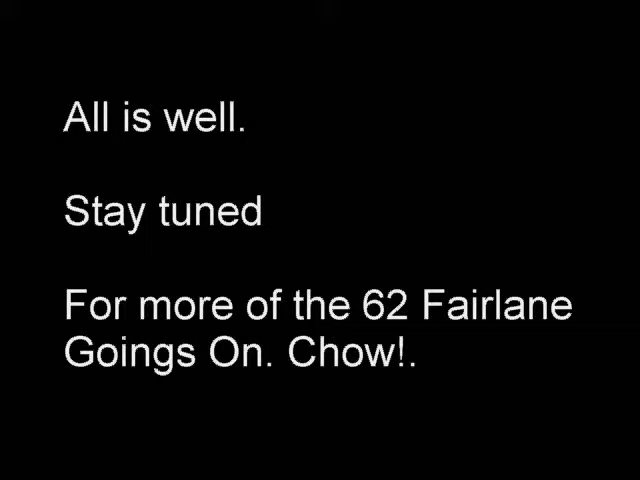 All is well.
Stay tuned
For more of the 62 Fairlane
Goings On. Chow!.